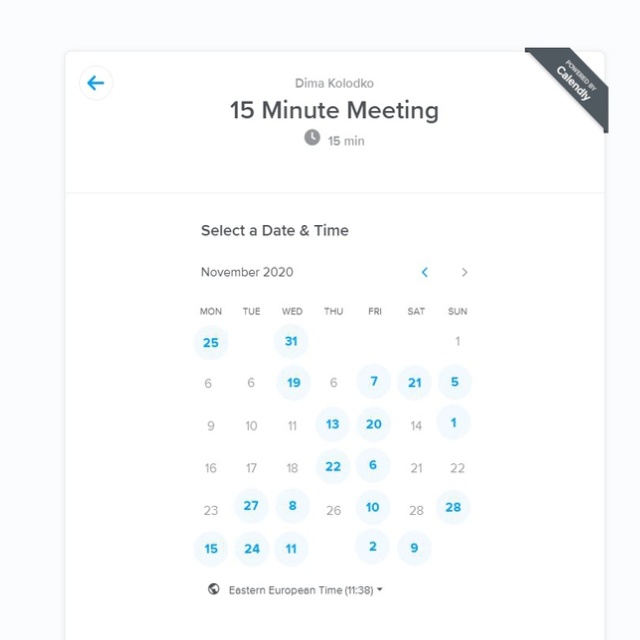 POWERED BY
Calendly
Dima Kolodko
15 Minute Meeting
15 min
Select a Date & Time
November 2020
MON TUE WED THU FRI SAT SUN
25 31 1
6 6 19 6 7 21 5
9 10 11 13 20 14 1
16 17 18 22 6 21 22
23 27 8 26 10 28 28
15 24 11 2 9
Eastern European Time (11:38)